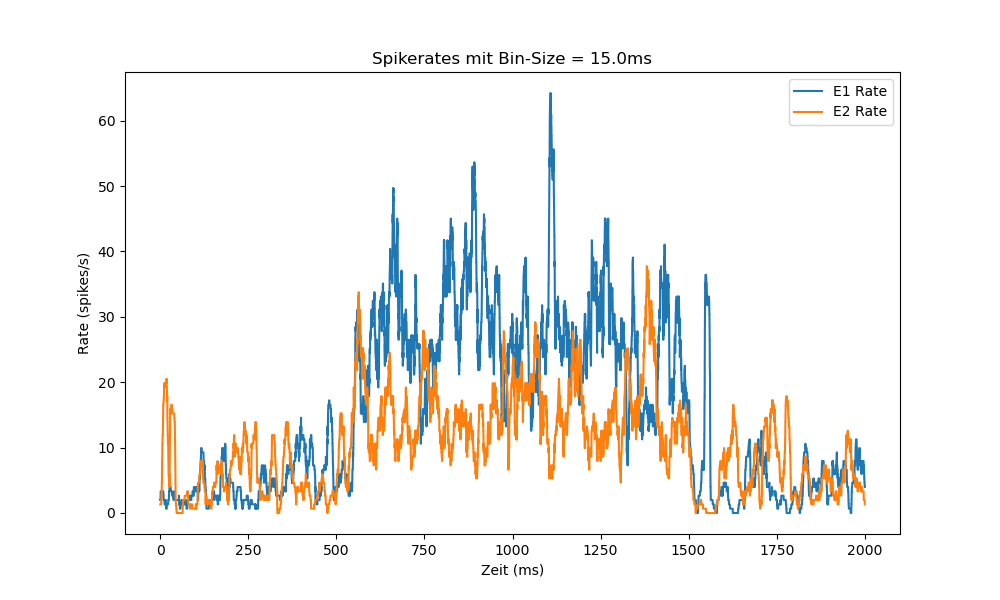 Spikerates mit Bin-Size = 15.0ms
E1 Rate
E2 Rate
60
50
40
30
20
10
0
Rate (spikes/s)
0 250 500 750 1000 1250 1500 1750 2000
Zeit (ms)